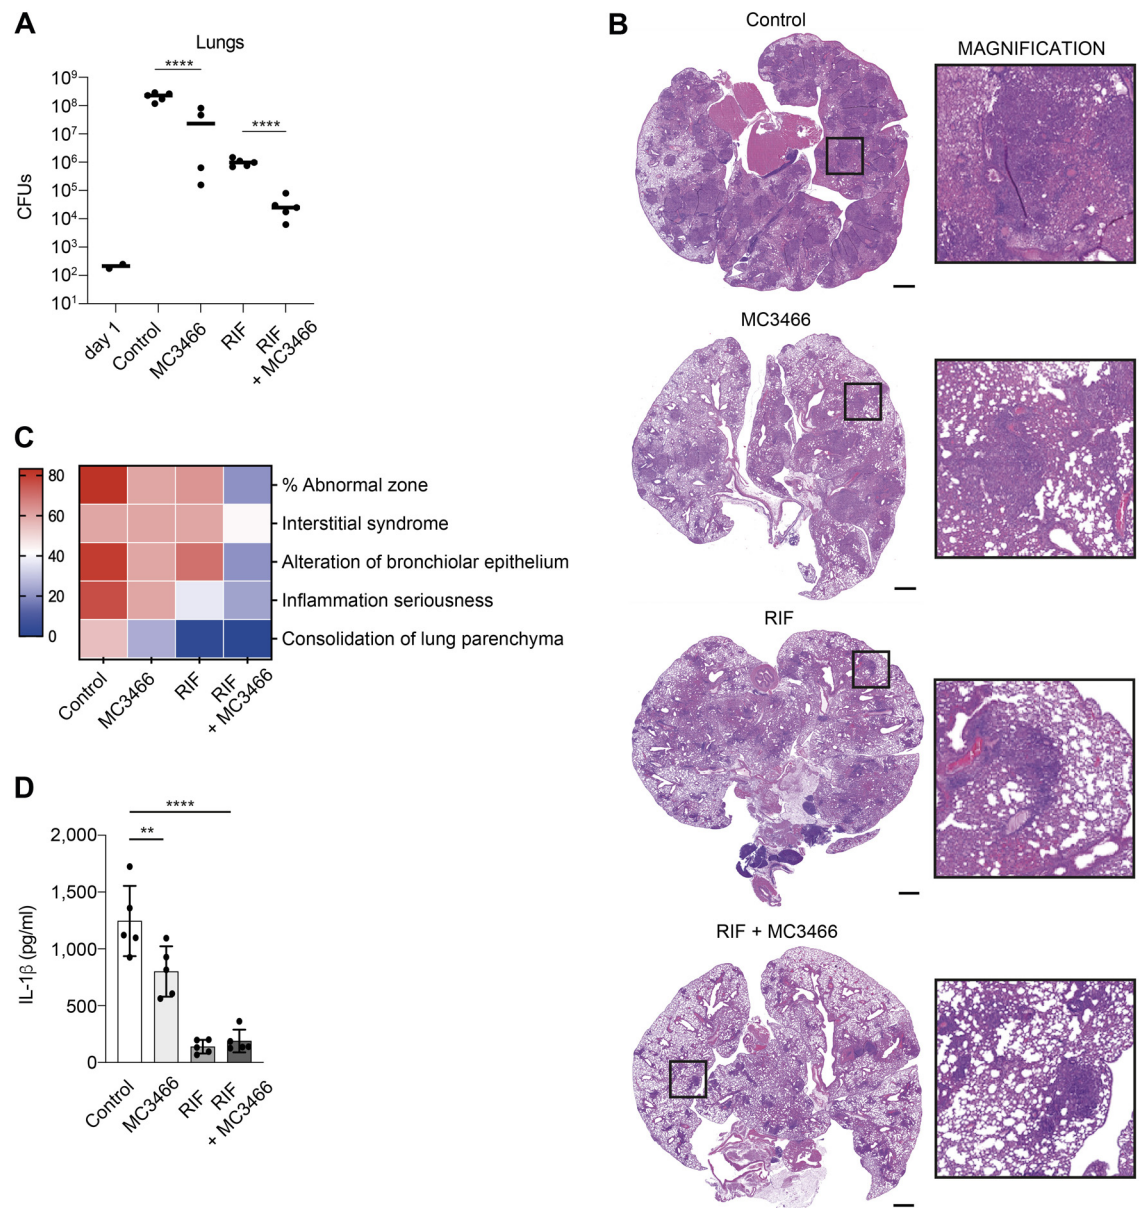 A
Lungs
****
****
10⁹
10⁸
10⁷
10⁶
10⁵
10⁴
10³
10²
10¹
CFUs
day 1
Control
MC3466
RIF
RIF
+ MC3466
B
Control
MAGNIFICATION
MC3466
RIF
RIF + MC3466
C
80
60
40
20
0
% Abnormal zone
Interstitial syndrome
Alteration of bronchiolar epithelium
Inflammation seriousness
Consolidation of lung parenchyma
Control
MC3466
RIF
RIF
+ MC3466
D
****
**
2,000
1,500
1,000
500
0
IL-1β (pg/ml)
Control
MC3466
RIF
RIF
+ MC3466